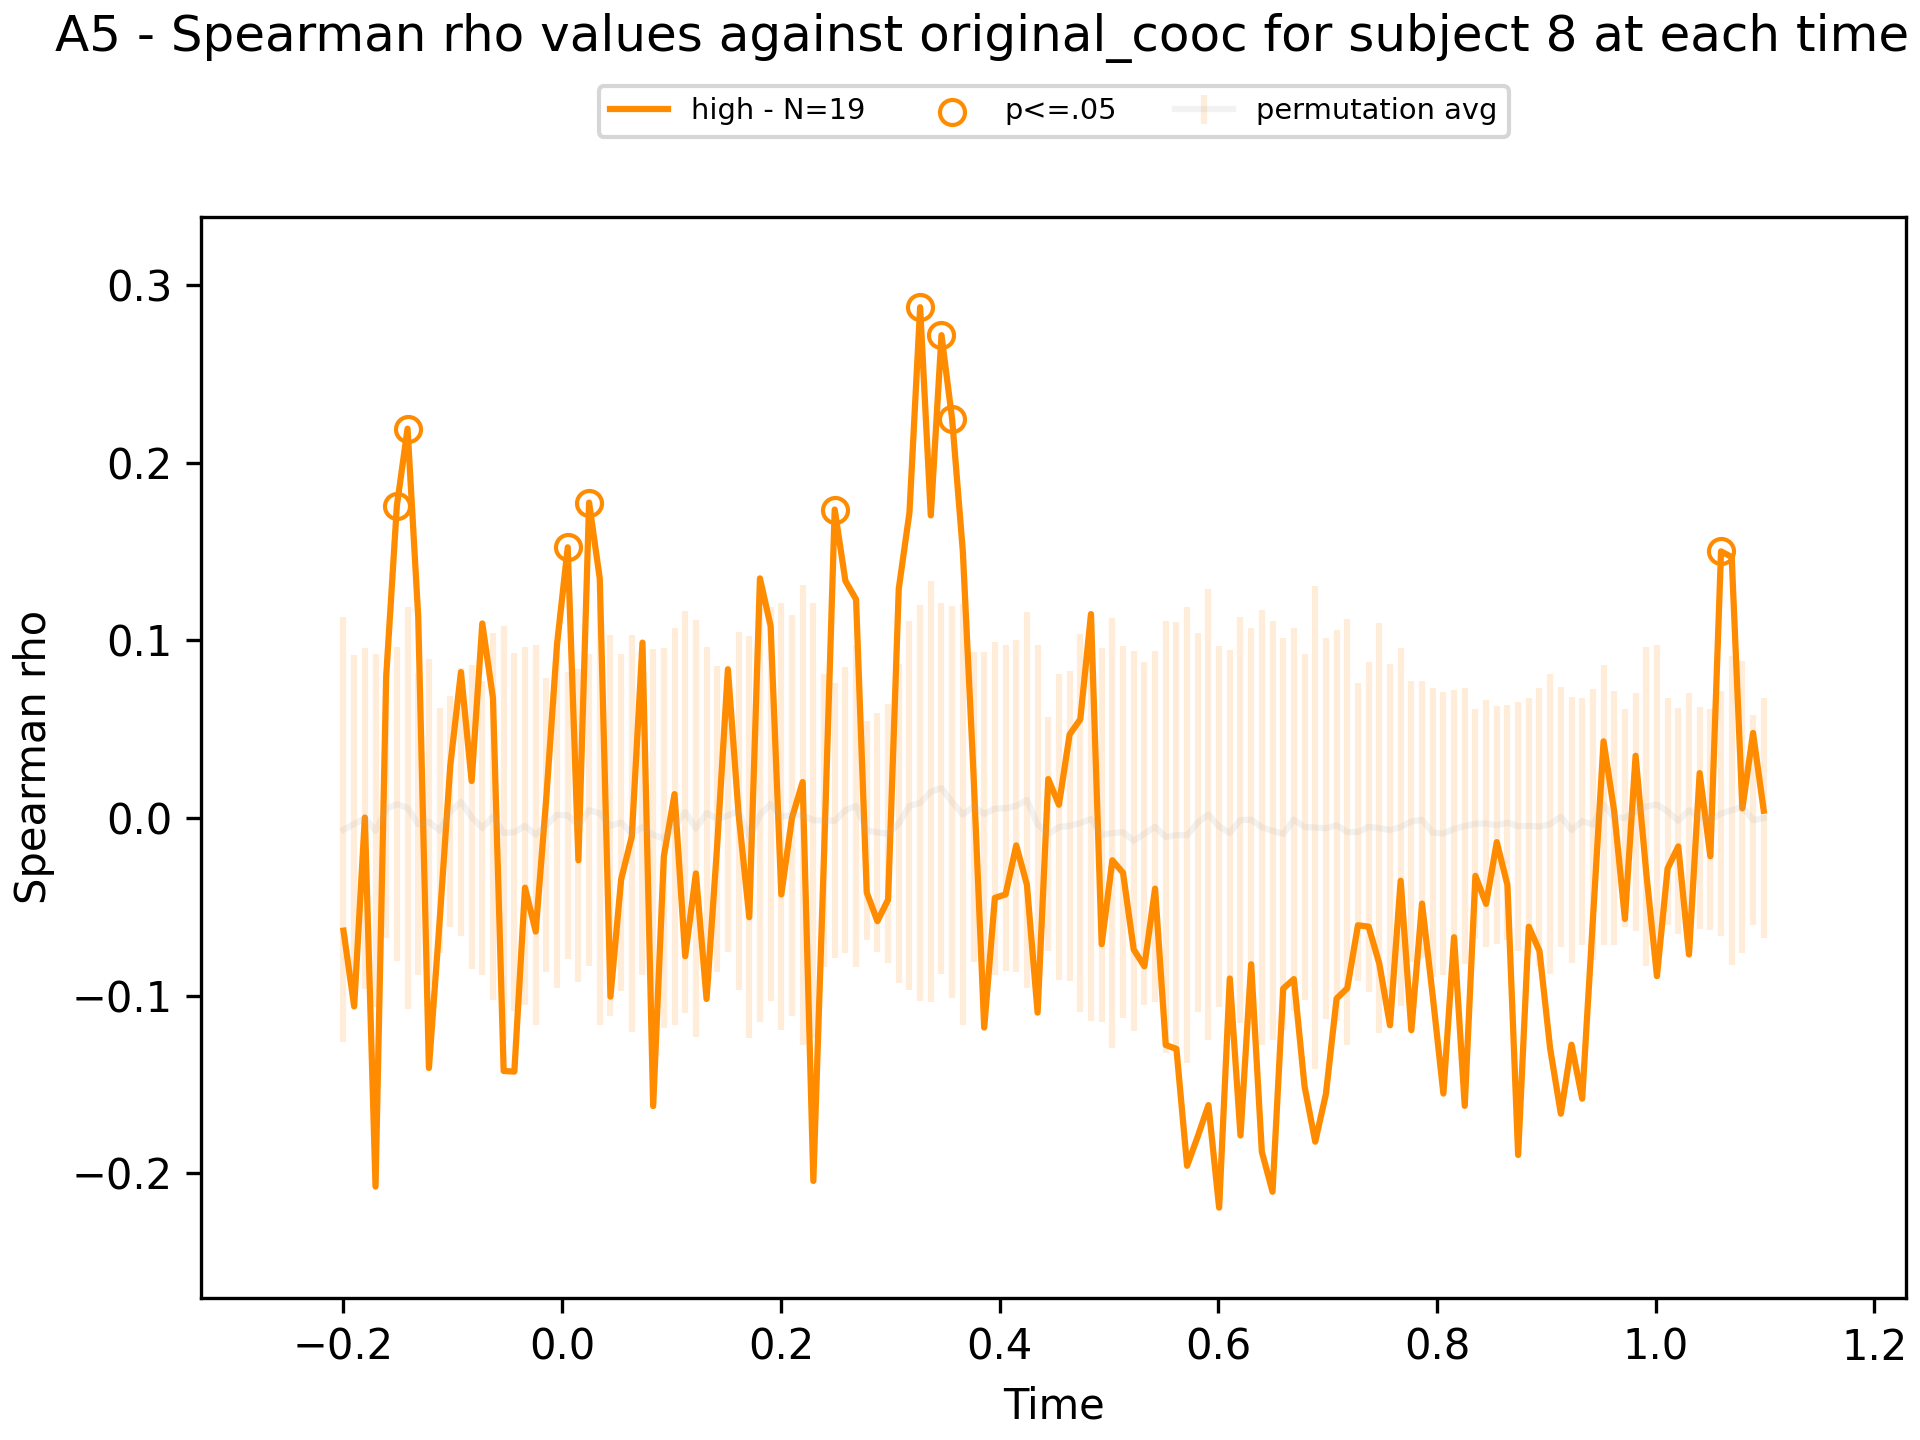 A5 - Spearman rho values against original_cooc for subject 8 at each time
high - N=19 p<=.05 permutation avg
0.3
0.2
0.1
0.0
−0.1
−0.2
Spearman rho
−0.2 0.0 0.2 0.4 0.6 0.8 1.0 1.2
Time